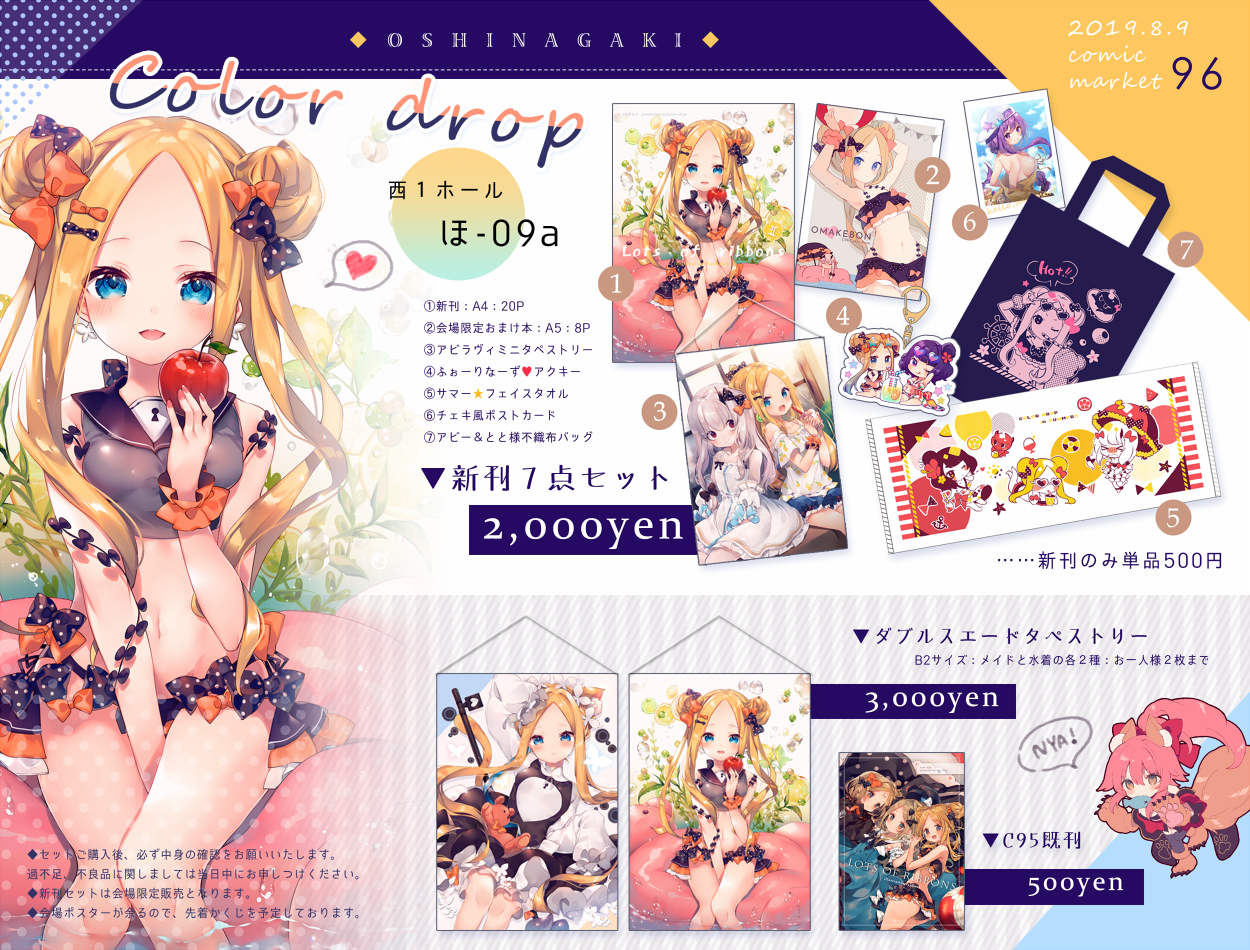 OSHINAGAKI
2019.8.9
comic
market 96
Color drop
西1ホール
ほ-09a
①新刊：A4：20P
②会場限定おまけ本：A5：8P
③アビラヴィミニタペストリー
④ふぉーりなーず♥アクキー
⑤サマー★フェイスタオル
⑥チェキ風ポストカード
⑦アビー＆とと様不織布バッグ
▼新刊7点セット
2,000yen
1
Lots of ribbons
2
OMAKEBON
3
4
5
6
7
Hot!!
……新刊のみ単品500円
▼ダブルスエードタペストリー
B2サイズ：メイドと水着の各2種：お一人様2枚まで
3,000yen
NYA!
▼C95既刊
LOTS OF RIBBONS
500yen
◆セットご購入後、必ず中身の確認をお願いいたします。
過不足、不良品に関しましては当日中にお申しつけください。
◆新刊セットは会場限定販売となります。
◆会場ポスターが余るので、先着かくじを予定しております。